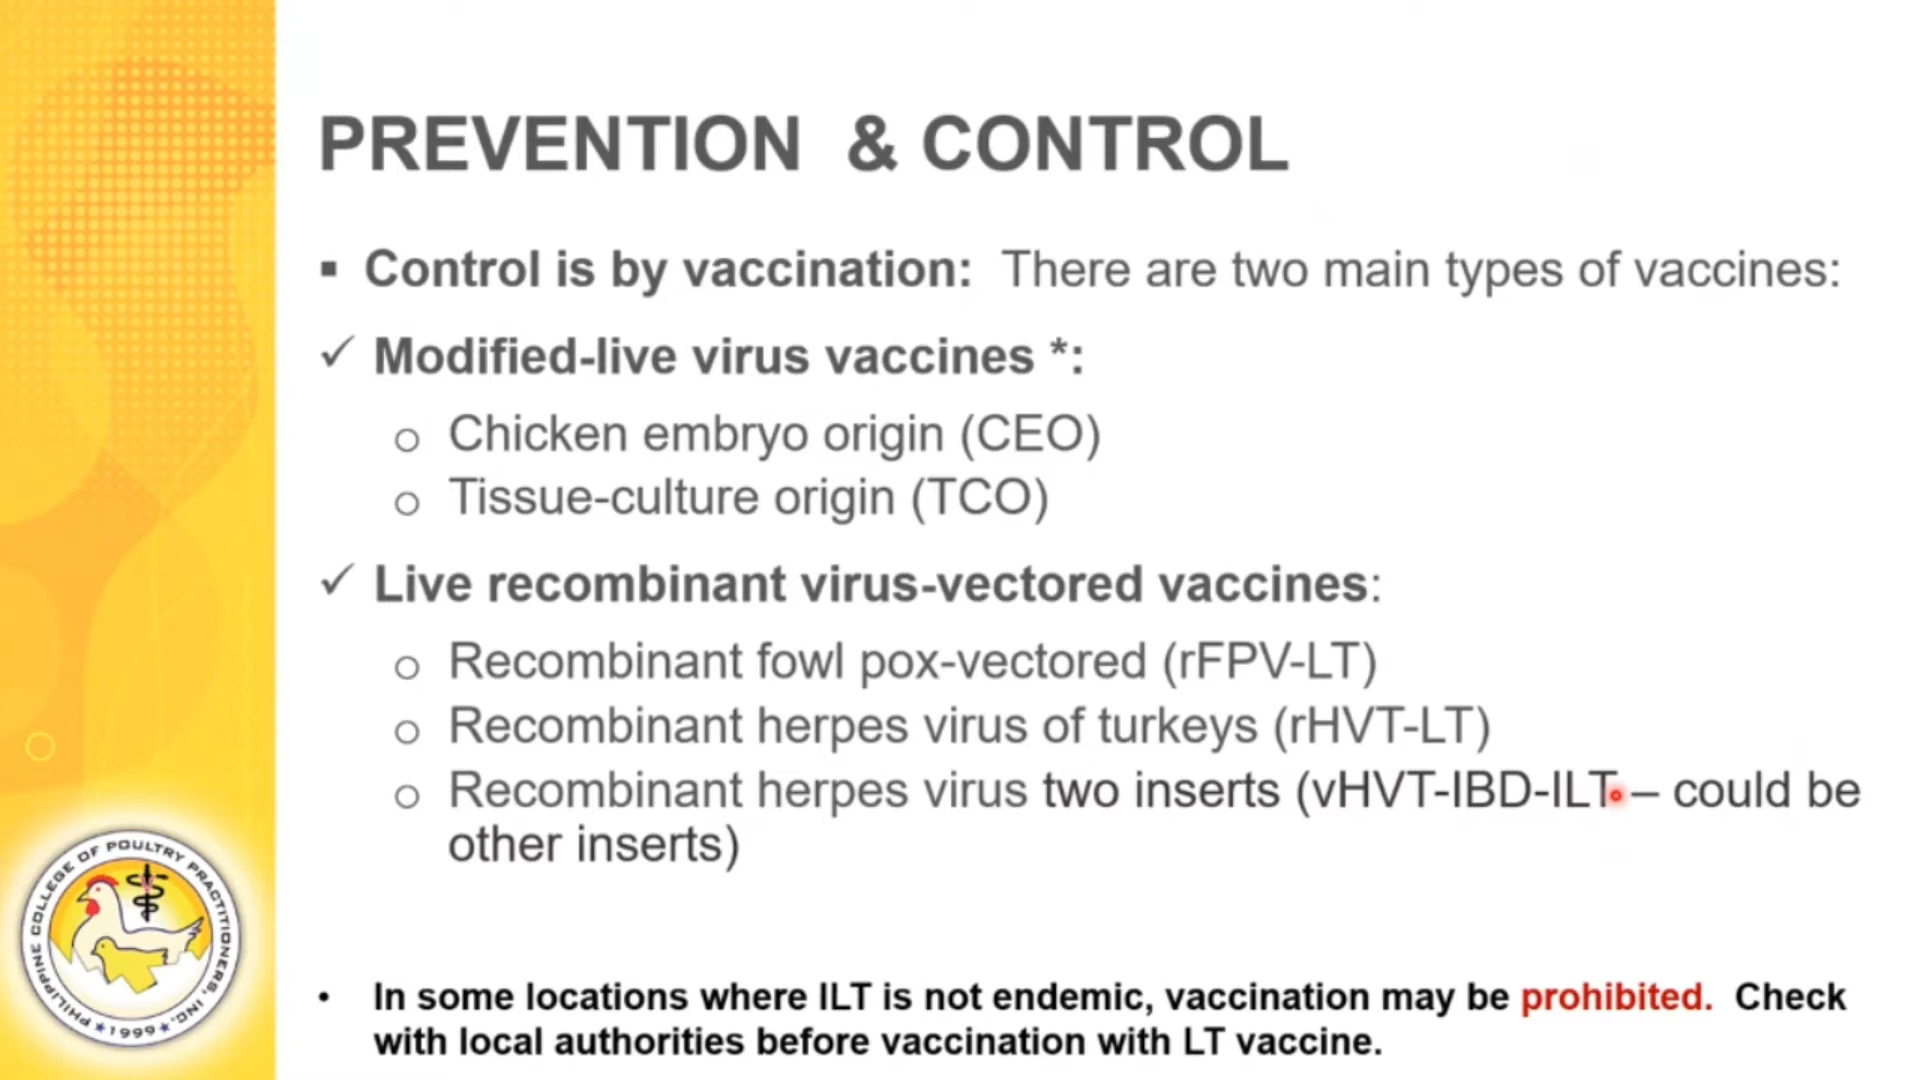 PREVENTION & CONTROL
▪ Control is by vaccination: There are two main types of vaccines:
✓ Modified-live virus vaccines *:
o Chicken embryo origin (CEO)
o Tissue-culture origin (TCO)
✓ Live recombinant virus-vectored vaccines:
o Recombinant fowl pox-vectored (rFPV-LT)
o Recombinant herpes virus of turkeys (rHVT-LT)
o Recombinant herpes virus two inserts (vHVT-IBD-ILT – could be
other inserts)
• In some locations where ILT is not endemic, vaccination may be prohibited. Check
with local authorities before vaccination with LT vaccine.
PHILIPPINE COLLEGE OF POULTRY PRACTITIONERS, INC.
★ 1999 ★